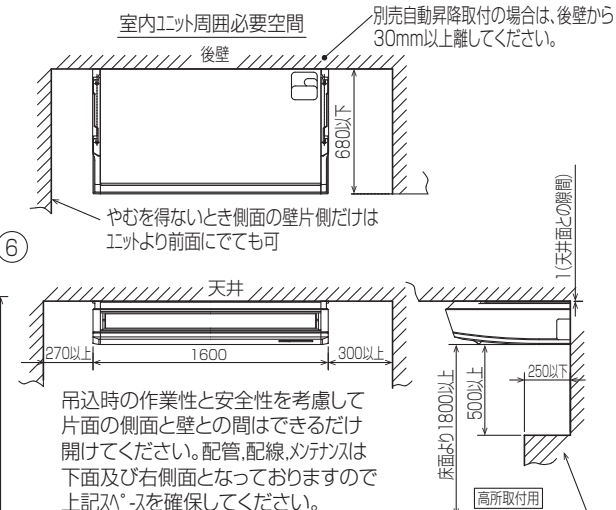 室内ユニット周囲必要空間
別売自動昇降取付の場合は、後壁から
30mm以上離してください。
後壁
680以下
やむを得ないとき側面の壁片側だけは
ユニットより前面にでても可
6
1(天井面との隙間)
天井
270以上
1600
300以上
床面より1800以上
500以上
250以下
吊込時の作業性と安全性を考慮して
片面の側面と壁との間はできるだけ
開けてください。配管,配線,メンテナンスは
下面及び右側面となっておりますので
上記スペースを確保してください。
高所取付用